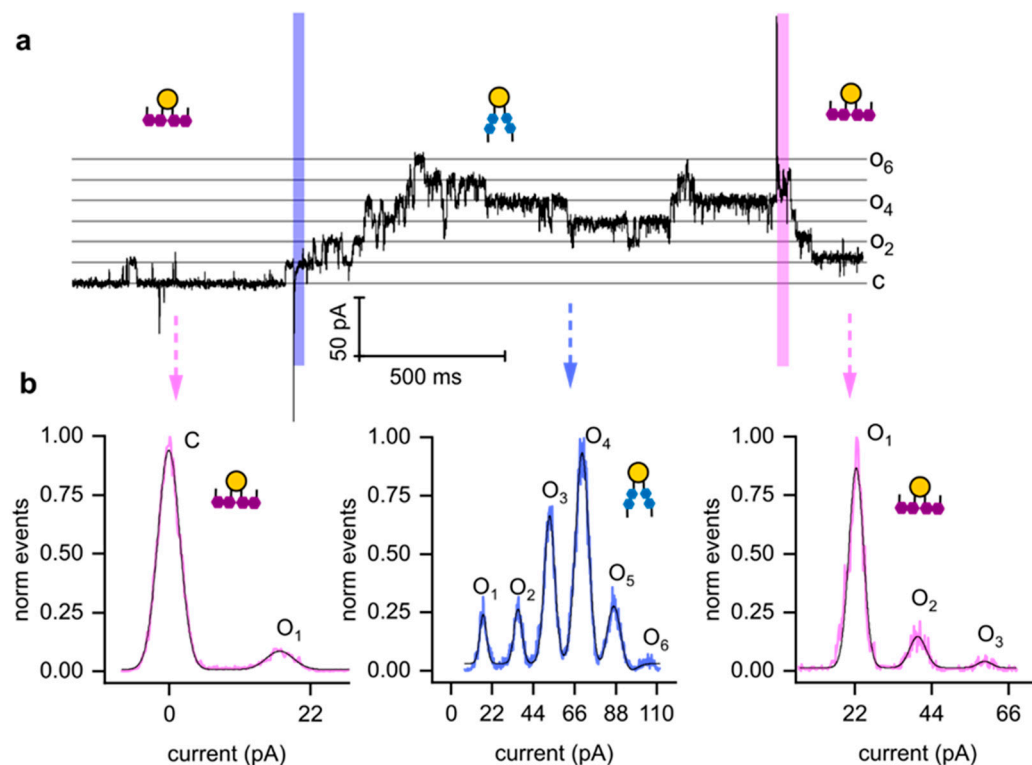 a
O6
O4
O2
C
50 pA
500 ms
b
1.00
0.75
0.50
0.25
0.00
norm events
C
O1
0 22
current (pA)
1.00
0.75
0.50
0.25
0.00
norm events
O1
O2
O3
O4
O5
O6
0 22 44 66 88 110
current (pA)
1.00
0.75
0.50
0.25
0.00
norm events
O1
O2
O3
22 44 66
current (pA)